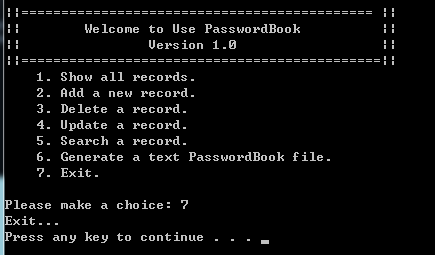 ||============================================ ||
||        Welcome to Use PasswordBook          ||
||                Version 1.0                  ||
||=============================================||
    1. Show all records.
    2. Add a new record.
    3. Delete a record.
    4. Update a record.
    5. Search a record.
    6. Generate a text PasswordBook file.
    7. Exit.

Please make a choice: 7
Exit...
Press any key to continue . . . _